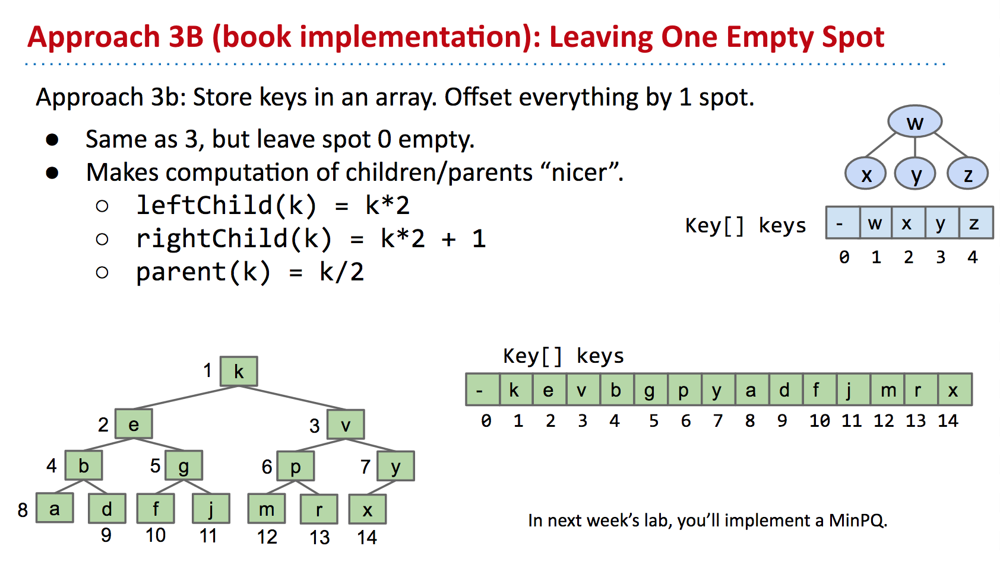 Approach 3B (book implementation): Leaving One Empty Spot
Approach 3b: Store keys in an array. Offset everything by 1 spot.
● Same as 3, but leave spot 0 empty.
● Makes computation of children/parents “nicer”.
○ leftChild(k) = k*2
○ rightChild(k) = k*2 + 1
○ parent(k) = k/2
w
x y z
Key[] keys - w x y z
0 1 2 3 4
1 k
2 e 3 v
4 b 5 g 6 p 7 y
8 a d f j m r x
9 10 11 12 13 14
Key[] keys
- k e v b g p y a d f j m r x
0 1 2 3 4 5 6 7 8 9 10 11 12 13 14
In next week’s lab, you’ll implement a MinPQ.